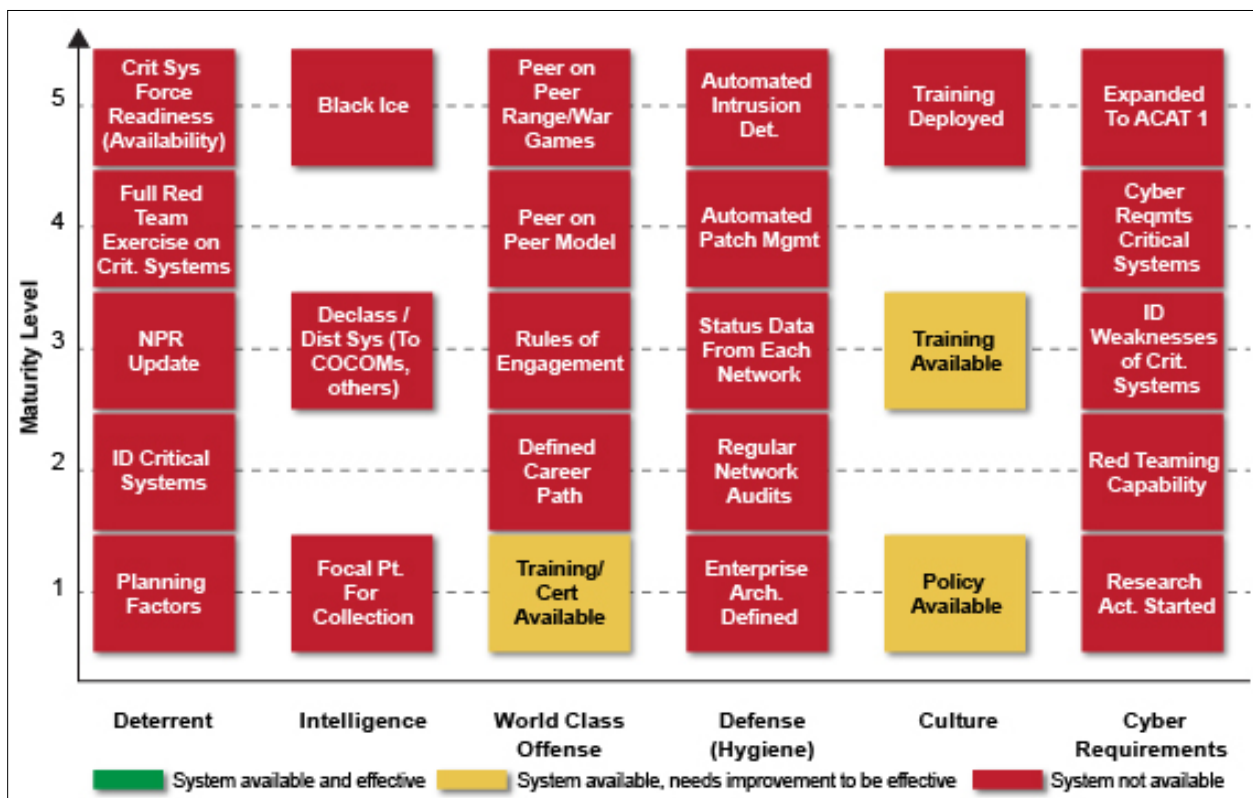 Maturity Level
5
Crit Sys
Force
Readiness
(Availability)
Black Ice
Peer on
Peer
Range/War
Games
Automated
Intrusion
Det.
Training
Deployed
Expanded
To ACAT 1
4
Full Red
Team
Exercise on
Crit. Systems
Peer on
Peer Model
Automated
Patch Mgmt
Cyber
Reqmts
Critical
Systems
3
NPR
Update
Declass /
Dist Sys (To
COCOMs,
others)
Rules of
Engagement
Status Data
From Each
Network
Training
Available
ID
Weaknesses
of Crit.
Systems
2
ID Critical
Systems
Defined
Career
Path
Regular
Network
Audits
Red Teaming
Capability
1
Planning
Factors
Focal Pt.
For
Collection
Training/
Cert
Available
Enterprise
Arch.
Defined
Policy
Available
Research
Act. Started
Deterrent
Intelligence
World Class
Offense
Defense
(Hygiene)
Culture
Cyber
Requirements
System available and effective
System available, needs improvement to be effective
System not available